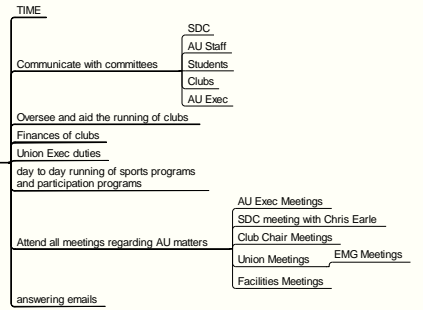 TIME
Communicate with committees
SDC
AU Staff
Students
Clubs
AU Exec
Oversee and aid the running of clubs
Finances of clubs
Union Exec duties
day to day running of sports programs
and participation programs
Attend all meetings regarding AU matters
AU Exec Meetings
SDC meeting with Chris Earle
Club Chair Meetings
Union Meetings
EMG Meetings
Facilities Meetings
answering emails